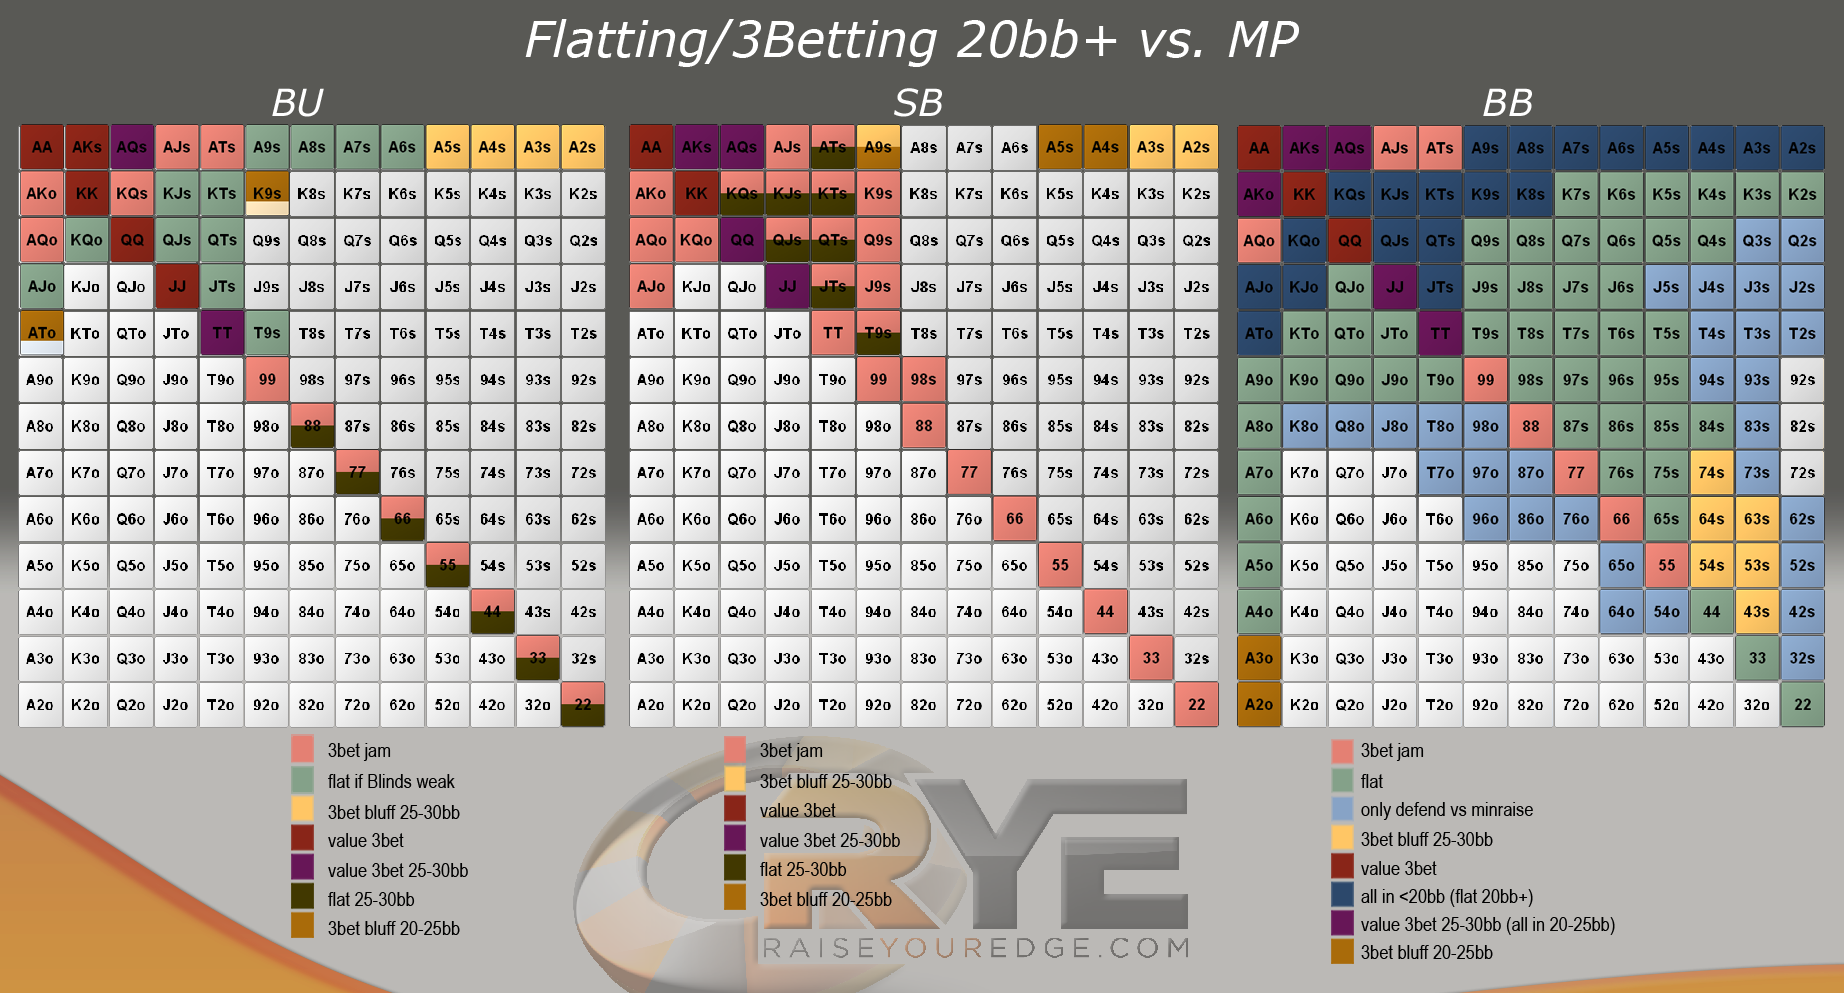 Flatting/3Betting 20bb+ vs. MP
BU
AA AKs AQs AJs ATs A9s A8s A7s A6s A5s A4s A3s A2s
AKo KK KQs KJs KTs K9s K8s K7s K6s K5s K4s K3s K2s
AQo KQo QQ QJs QTs Q9s Q8s Q7s Q6s Q5s Q4s Q3s Q2s
AJo KJo QJo JJ JTs J9s J8s J7s J6s J5s J4s J3s J2s
ATo KTo QTo JTo TT T9s T8s T7s T6s T5s T4s T3s T2s
A9o K9o Q9o J9o T9o 99 98s 97s 96s 95s 94s 93s 92s
A8o K8o Q8o J8o T8o 98o 88 87s 86s 85s 84s 83s 82s
A7o K7o Q7o J7o T7o 97o 87o 77 76s 75s 74s 73s 72s
A6o K6o Q6o J6o T6o 96o 86o 76o 66 65s 64s 63s 62s
A5o K5o Q5o J5o T5o 95o 85o 75o 65o 55 54s 53s 52s
A4o K4o Q4o J4o T4o 94o 84o 74o 64o 54o 44 43s 42s
A3o K3o Q3o J3o T3o 93o 83o 73o 63o 53o 43o 33 32s
A2o K2o Q2o J2o T2o 92o 82o 72o 62o 52o 42o 32o 22
3bet jam
flat if Blinds weak
3bet bluff 25-30bb
value 3bet
value 3bet 25-30bb
flat 25-30bb
3bet bluff 20-25bb
SB
AA AKs AQs AJs ATs A9s A8s A7s A6s A5s A4s A3s A2s
AKo KK KQs KJs KTs K9s K8s K7s K6s K5s K4s K3s K2s
AQo KQo QQ QJs QTs Q9s Q8s Q7s Q6s Q5s Q4s Q3s Q2s
AJo KJo QJo JJ JTs J9s J8s J7s J6s J5s J4s J3s J2s
ATo KTo QTo JTo TT T9s T8s T7s T6s T5s T4s T3s T2s
A9o K9o Q9o J9o T9o 99 98s 97s 96s 95s 94s 93s 92s
A8o K8o Q8o J8o T8o 98o 88 87s 86s 85s 84s 83s 82s
A7o K7o Q7o J7o T7o 97o 87o 77 76s 75s 74s 73s 72s
A6o K6o Q6o J6o T6o 96o 86o 76o 66 65s 64s 63s 62s
A5o K5o Q5o J5o T5o 95o 85o 75o 65o 55 54s 53s 52s
A4o K4o Q4o J4o T4o 94o 84o 74o 64o 54o 44 43s 42s
A3o K3o Q3o J3o T3o 93o 83o 73o 63o 53o 43o 33 32s
A2o K2o Q2o J2o T2o 92o 82o 72o 62o 52o 42o 32o 22
3bet jam
3bet bluff 25-30bb
value 3bet
value 3bet 25-30bb
flat 25-30bb
3bet bluff 20-25bb
BB
AA AKs AQs AJs ATs A9s A8s A7s A6s A5s A4s A3s A2s
AKo KK KQs KJs KTs K9s K8s K7s K6s K5s K4s K3s K2s
AQo KQo QQ QJs QTs Q9s Q8s Q7s Q6s Q5s Q4s Q3s Q2s
AJo KJo QJo JJ JTs J9s J8s J7s J6s J5s J4s J3s J2s
ATo KTo QTo JTo TT T9s T8s T7s T6s T5s T4s T3s T2s
A9o K9o Q9o J9o T9o 99 98s 97s 96s 95s 94s 93s 92s
A8o K8o Q8o J8o T8o 98o 88 87s 86s 85s 84s 83s 82s
A7o K7o Q7o J7o T7o 97o 87o 77 76s 75s 74s 73s 72s
A6o K6o Q6o J6o T6o 96o 86o 76o 66 65s 64s 63s 62s
A5o K5o Q5o J5o T5o 95o 85o 75o 65o 55 54s 53s 52s
A4o K4o Q4o J4o T4o 94o 84o 74o 64o 54o 44 43s 42s
A3o K3o Q3o J3o T3o 93o 83o 73o 63o 53o 43o 33 32s
A2o K2o Q2o J2o T2o 92o 82o 72o 62o 52o 42o 32o 22
3bet jam
flat
only defend vs minraise
3bet bluff 25-30bb
value 3bet
all in <20bb (flat 20bb+)
value 3bet 25-30bb (all in 20-25bb)
3bet bluff 20-25bb
RYE
RAISEYOUREDGE.COM